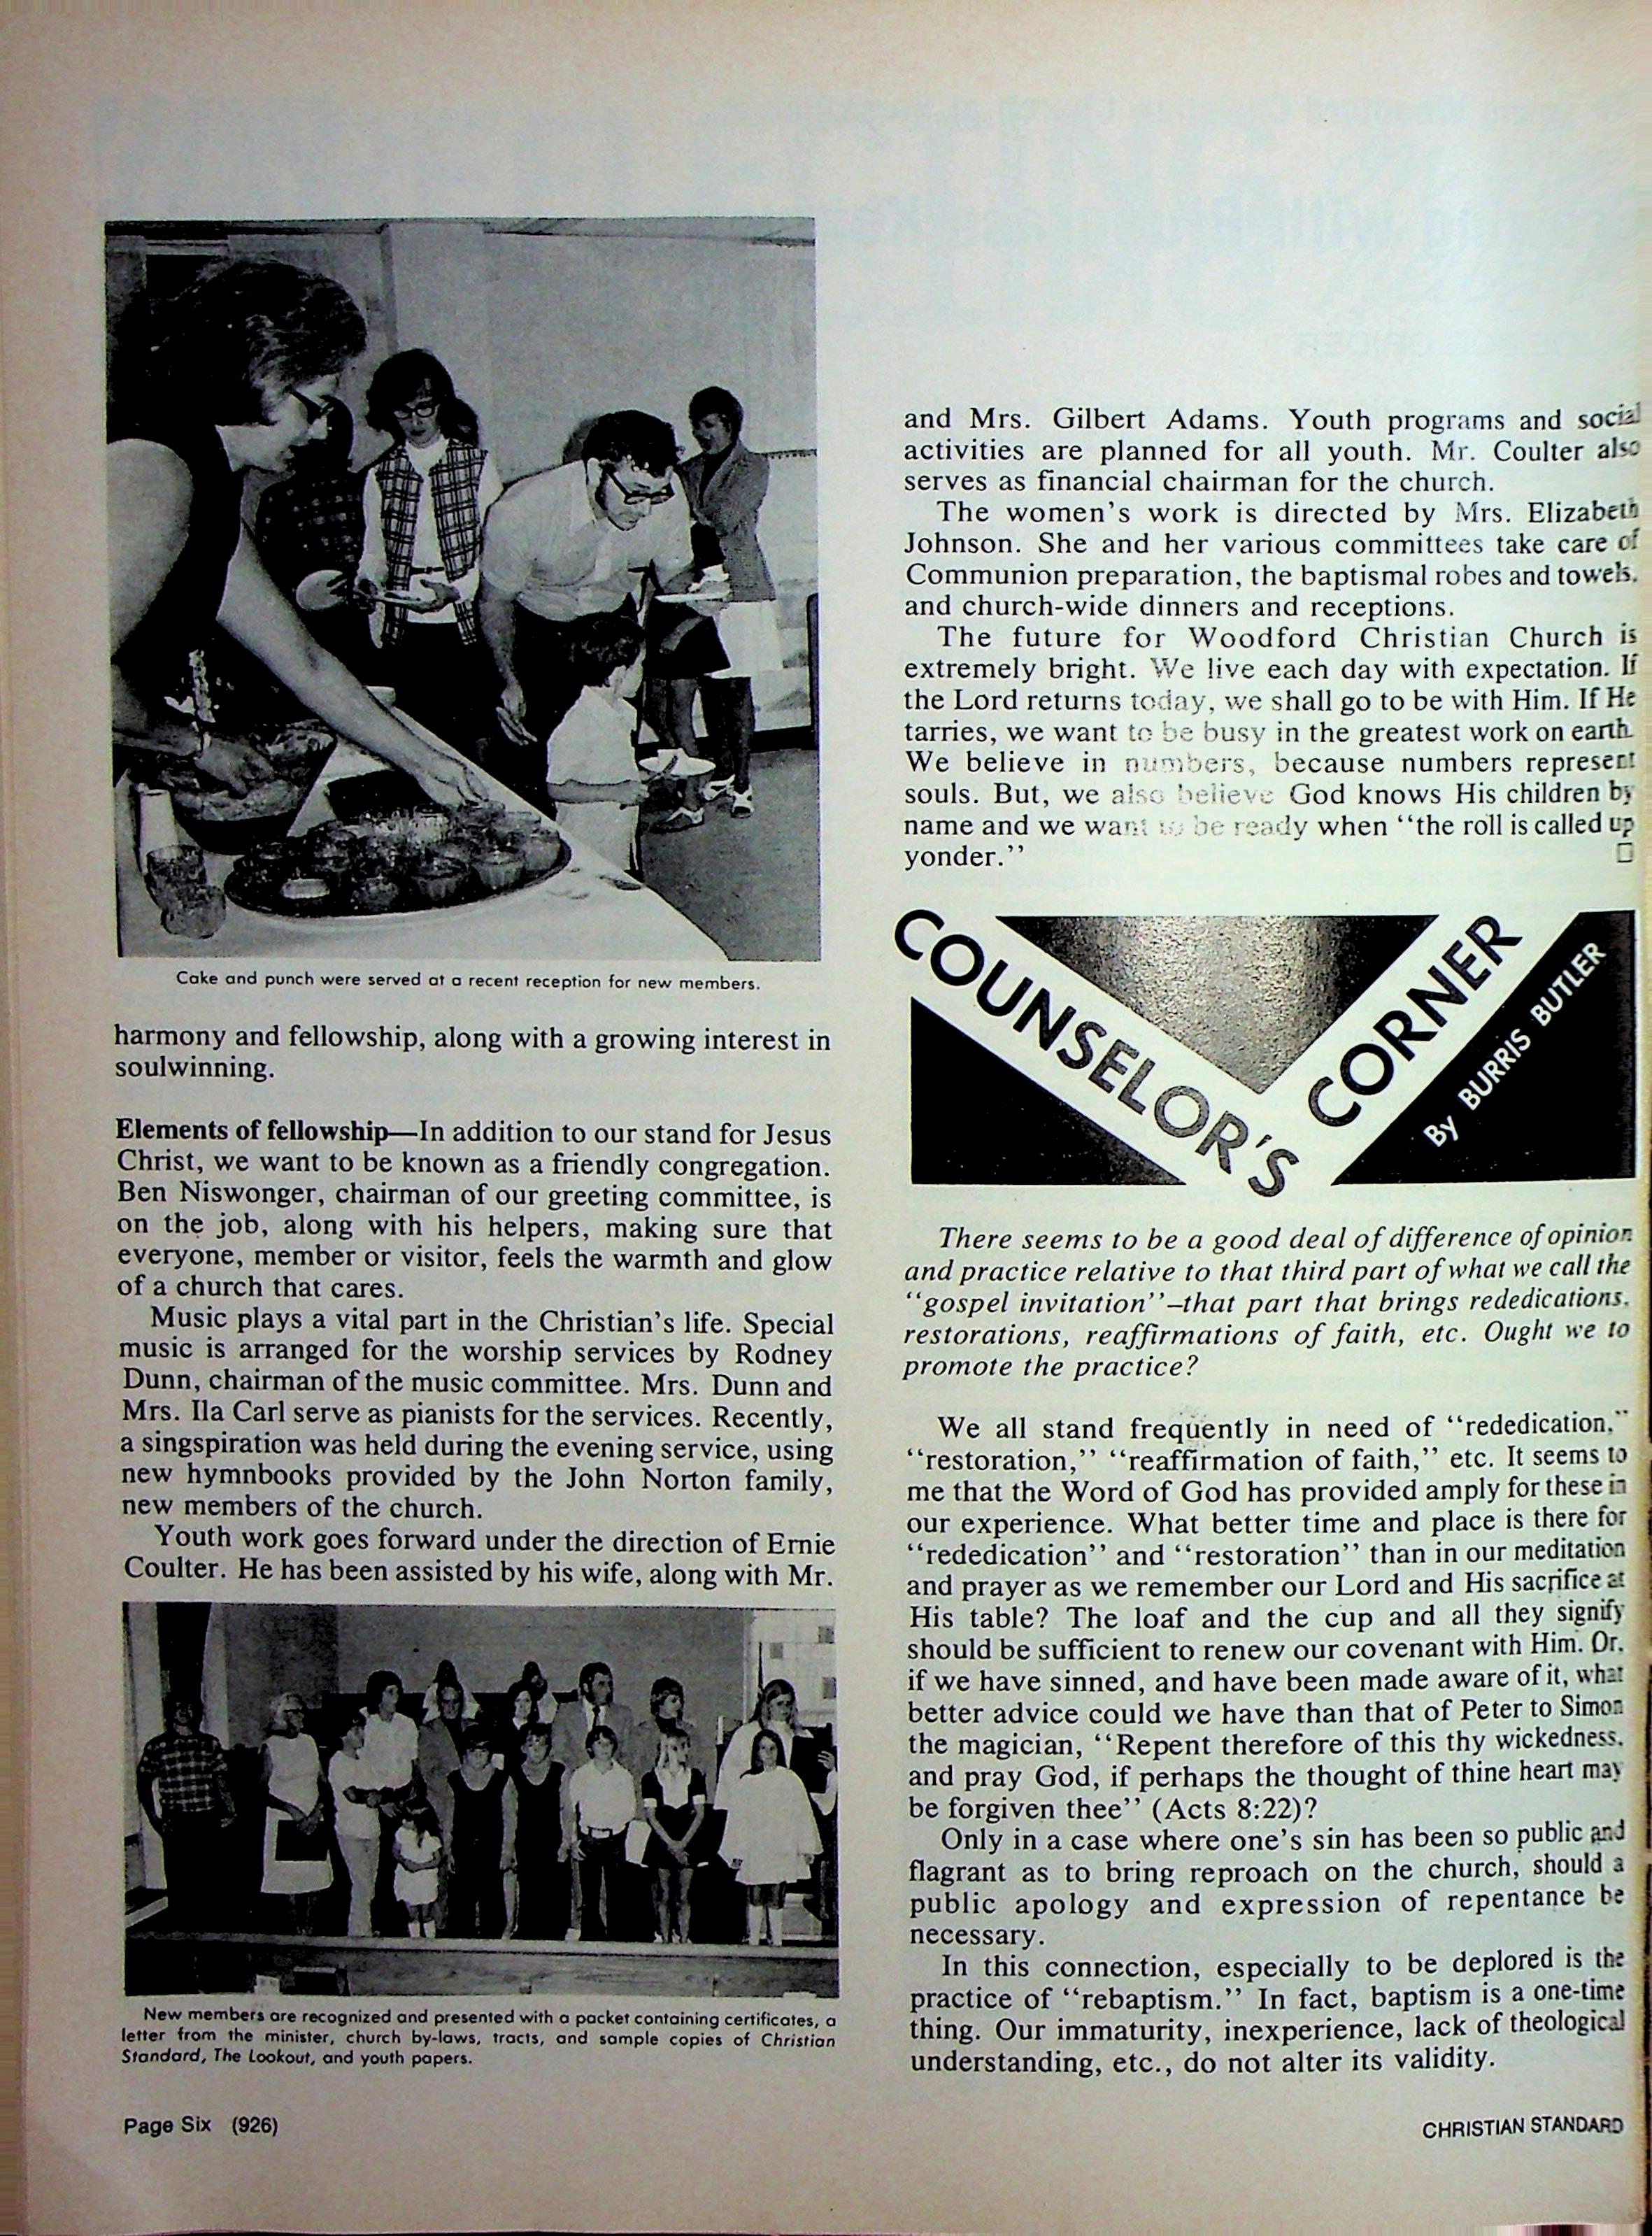 Cake and punch were served at a recent reception for new members.
harmony and fellowship, along with a growing interest in
soulwinning.
Elements of fellowship—In addition to our stand for Jesus
Christ, we want to be known as a friendly congregation.
Ben Niswonger, chairman of our greeting committee, is
on the job, along with his helpers, making sure that
everyone, member or visitor, feels the warmth and glow
of a church that cares.
Music plays a vital part in the Christian's life. Special
music is arranged for the worship services by Rodney
Dunn, chairman of the music committee. Mrs. Dunn and
Mrs. Ila Carl serve as pianists for the services. Recently,
a singspiration was held during the evening service, using
new hymnbooks provided by the John Norton family,
new members of the church.
Youth work goes forward under the direction of Ernie
Coulter. He has been assisted by his wife, along with Mr.
New members are recognized and presented with a packet containing certificates, a
letter from the minister, church by-laws, tracts, and sample copies of Christian
Standard, The Lookout, and youth papers.
and Mrs. Gilbert Adams. Youth programs and social
activities are planned for all youth. Mr. Coulter also
serves as financial chairman for the church.
The women's work is directed by Mrs. Elizabeth
Johnson. She and her various committees take care of
Communion preparation, the baptismal robes and towels,
and church-wide dinners and receptions.
The future for Woodford Christian Church is
extremely bright. We live each day with expectation. If
the Lord returns today, we shall go to be with Him. If He
tarries, we want to be busy in the greatest work on earth.
We believe in numbers, because numbers represent
souls. But, we also believe God knows His children by
name and we want to be ready when ‘‘the roll is called up
yonder.’’ □
COUNSELOR'S CORNER
By BURRIS BUTLER
There seems to be a good deal of difference of opinion
and practice relative to that third part of what we call the
‘‘gospel invitation’’–that part that brings rededications,
restorations, reaffirmations of faith, etc. Ought we to
promote the practice?
We all stand frequently in need of ‘‘rededication,’’
‘‘restoration,’’ ‘‘reaffirmation of faith,’’ etc. It seems to
me that the Word of God has provided amply for these in
our experience. What better time and place is there for
‘‘rededication’’ and ‘‘restoration’’ than in our meditation
and prayer as we remember our Lord and His sacrifice at
His table? The loaf and the cup and all they signify
should be sufficient to renew our covenant with Him. Or,
if we have sinned, and have been made aware of it, what
better advice could we have than that of Peter to Simon
the magician, ‘‘Repent therefore of this thy wickedness,
and pray God, if perhaps the thought of thine heart may
be forgiven thee’’ (Acts 8:22)?
Only in a case where one's sin has been so public and
flagrant as to bring reproach on the church, should a
public apology and expression of repentance be
necessary.
In this connection, especially to be deplored is the
practice of ‘‘rebaptism.’’ In fact, baptism is a one-time
thing. Our immaturity, inexperience, lack of theological
understanding, etc., do not alter its validity.
Page Six (926)
CHRISTIAN STANDARD